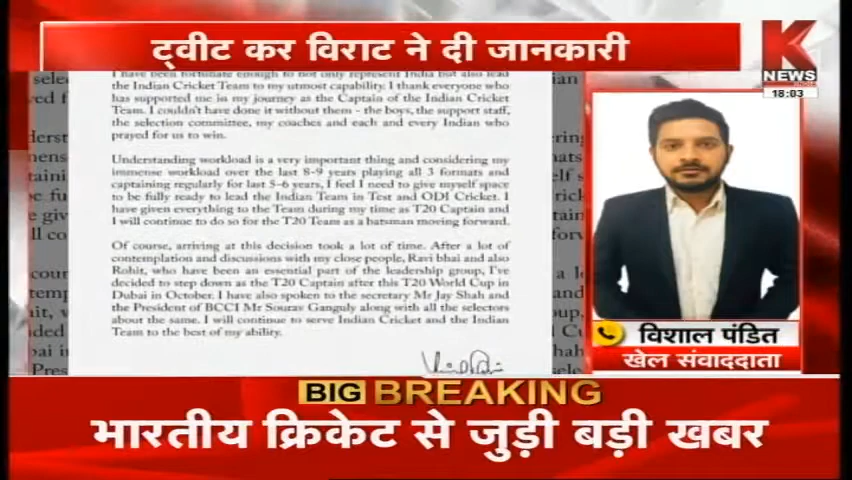 ट्वीट कर विराट ने दी जानकारी
K
NEWS
18:03
I have been fortunate enough to not only represent India but also lead
the Indian Cricket Team to my utmost capability. I thank everyone who
has supported me in my journey as the Captain of the Indian Cricket
Team. I couldn't have done it without them - the boys, the support staff,
the selection committee, my coaches and each and every Indian who
prayed for us to win.
Understanding workload is a very important thing and considering my
immense workload over the last 8-9 years playing all 3 formats and
captaining regularly for last 5-6 years, I feel I need to give myself space
to be fully ready to lead the Indian Team in Test and ODI Cricket. I
have given everything to the Team during my time as T20 Captain and
I will continue to do so for the T20 Team as a batsman moving forward.
Of course, arriving at this decision took a lot of time. After a lot of
contemplation and discussions with my close people, Ravi bhai and also
Rohit, who have been an essential part of the leadership group, I've
decided to step down as the T20 Captain after this T20 World Cup in
Dubai in October. I have also spoken to the secretary Mr Jay Shah and
the President of BCCI Mr Sourav Ganguly along with all the selectors
about the same. I will continue to serve Indian Cricket and the Indian
Team to the best of my ability.
विशाल पंडित
खेल संवाददाता
BIG BREAKING
भारतीय क्रिकेट से जुड़ी बड़ी खबर